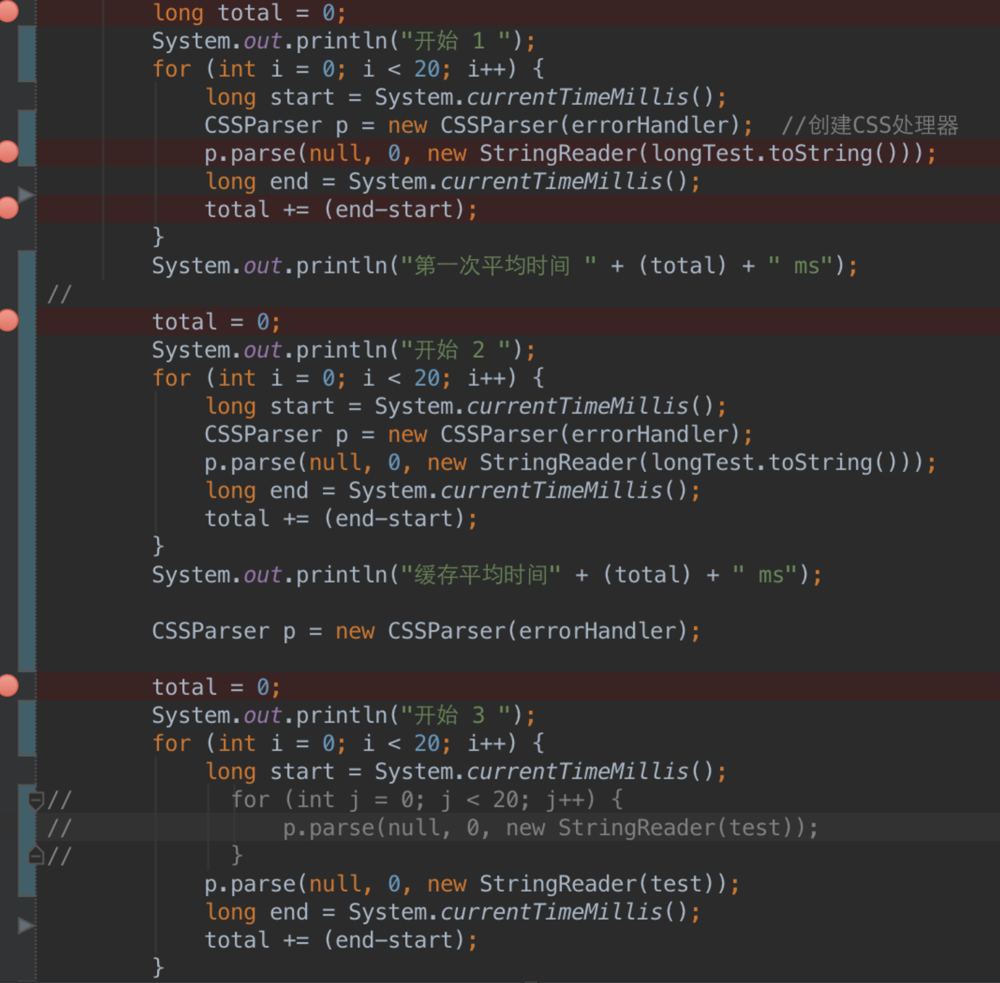 long total = 0;
System.out.println("开始 1 ");
for (int i = 0; i < 20; i++) {
long start = System.currentTimeMillis();
CSSParser p = new CSSParser(errorHandler);  //创建CSS处理器
p.parse(null, 0, new StringReader(longTest.toString()));
long end = System.currentTimeMillis();
total += (end-start);
}
System.out.println("第一次平均时间 " + (total) + " ms");
//
total = 0;
System.out.println("开始 2 ");
for (int i = 0; i < 20; i++) {
long start = System.currentTimeMillis();
CSSParser p = new CSSParser(errorHandler);
p.parse(null, 0, new StringReader(longTest.toString()));
long end = System.currentTimeMillis();
total += (end-start);
}
System.out.println("缓存平均时间" + (total) + " ms");
CSSParser p = new CSSParser(errorHandler);
total = 0;
System.out.println("开始 3 ");
for (int i = 0; i < 20; i++) {
long start = System.currentTimeMillis();
// for (int j = 0; j < 20; j++) {
// p.parse(null, 0, new StringReader(test));
// }
p.parse(null, 0, new StringReader(test));
long end = System.currentTimeMillis();
total += (end-start);
}